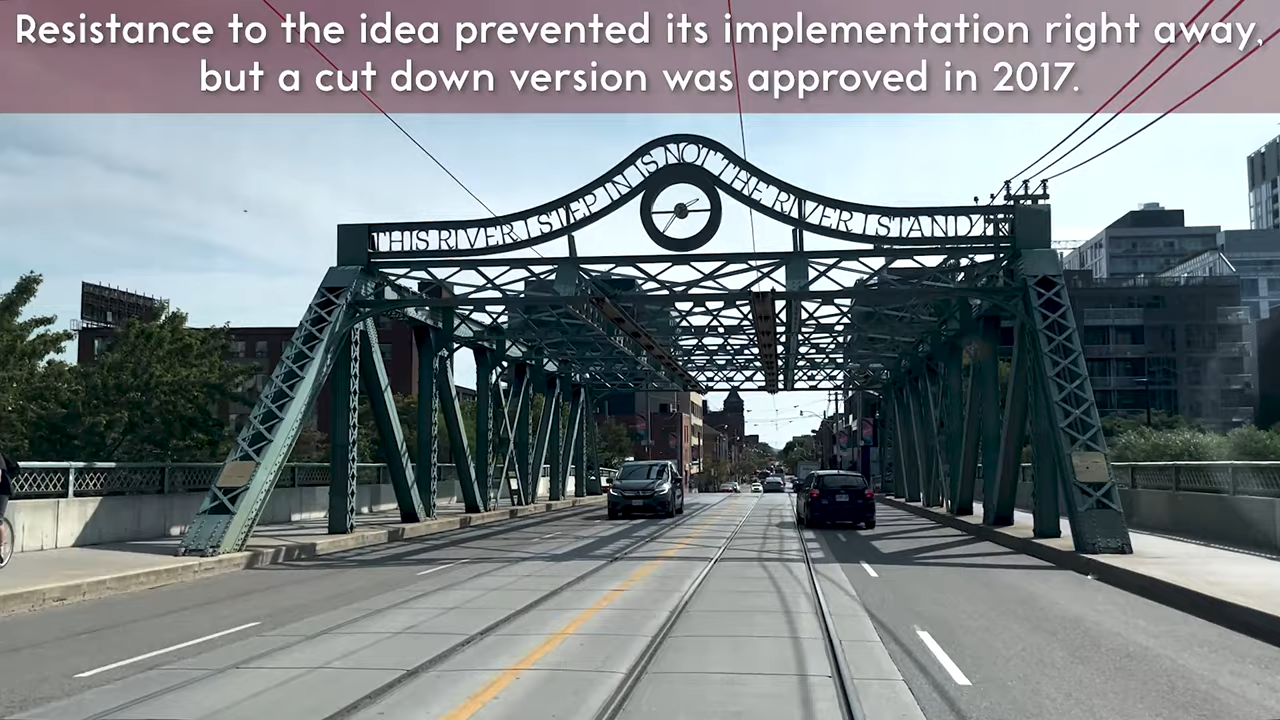 Resistance to the idea prevented its implementation right away,
but a cut down version was approved in 2017.
THIS RIVER I STEP IN IS NOT THE RIVER I STAND IN